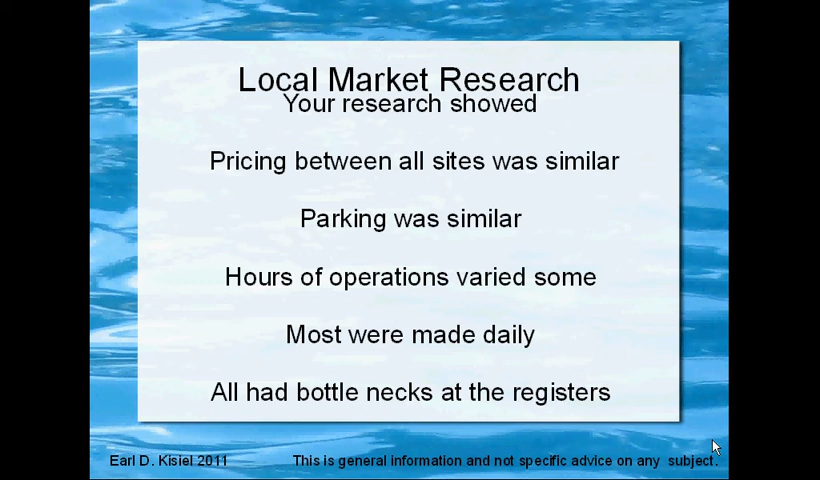 Local Market Research
Your research showed
Pricing between all sites was similar
Parking was similar
Hours of operations varied some
Most were made daily
All had bottle necks at the registers
Earl D. Kisiel 2011 This is general information and not specific advice on any subject.